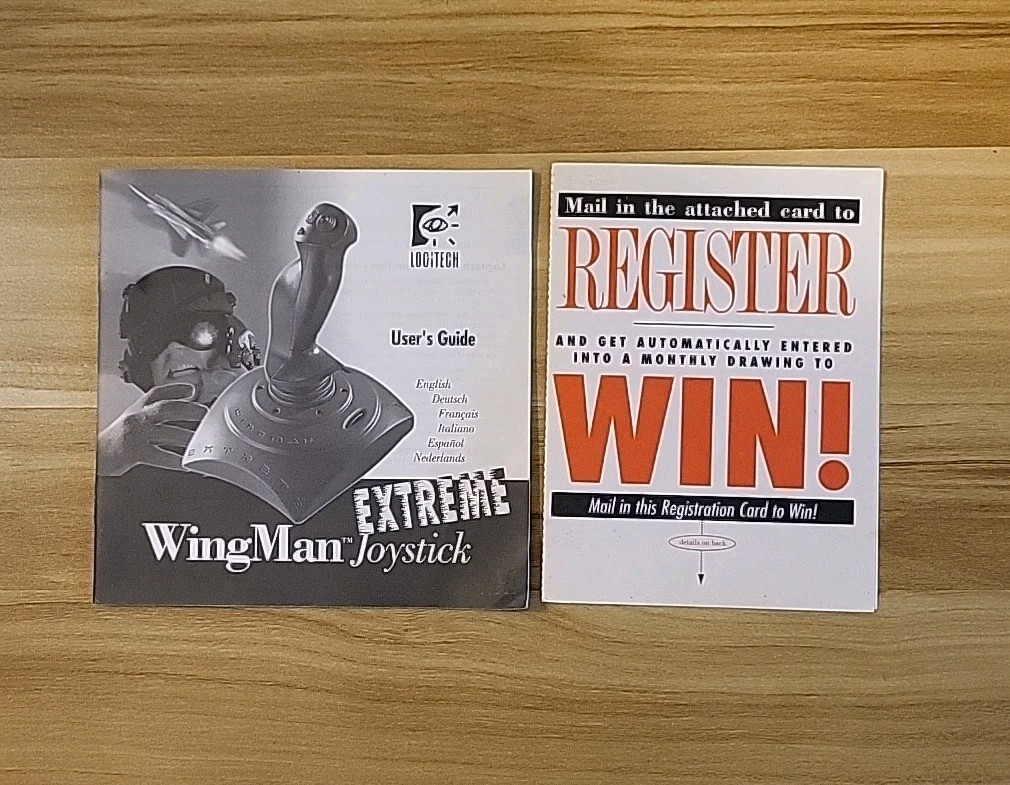 LOGITECH
User's Guide
English
Deutsch
Français
Italiano
Español
Nederlands
WINGMAN
EXTREME
EXTREME
WingMan™ Joystick
Mail in the attached card to
REGISTER
AND GET AUTOMATICALLY ENTERED
INTO A MONTHLY DRAWING TO
WIN!
Mail in this Registration Card to Win!
details on back